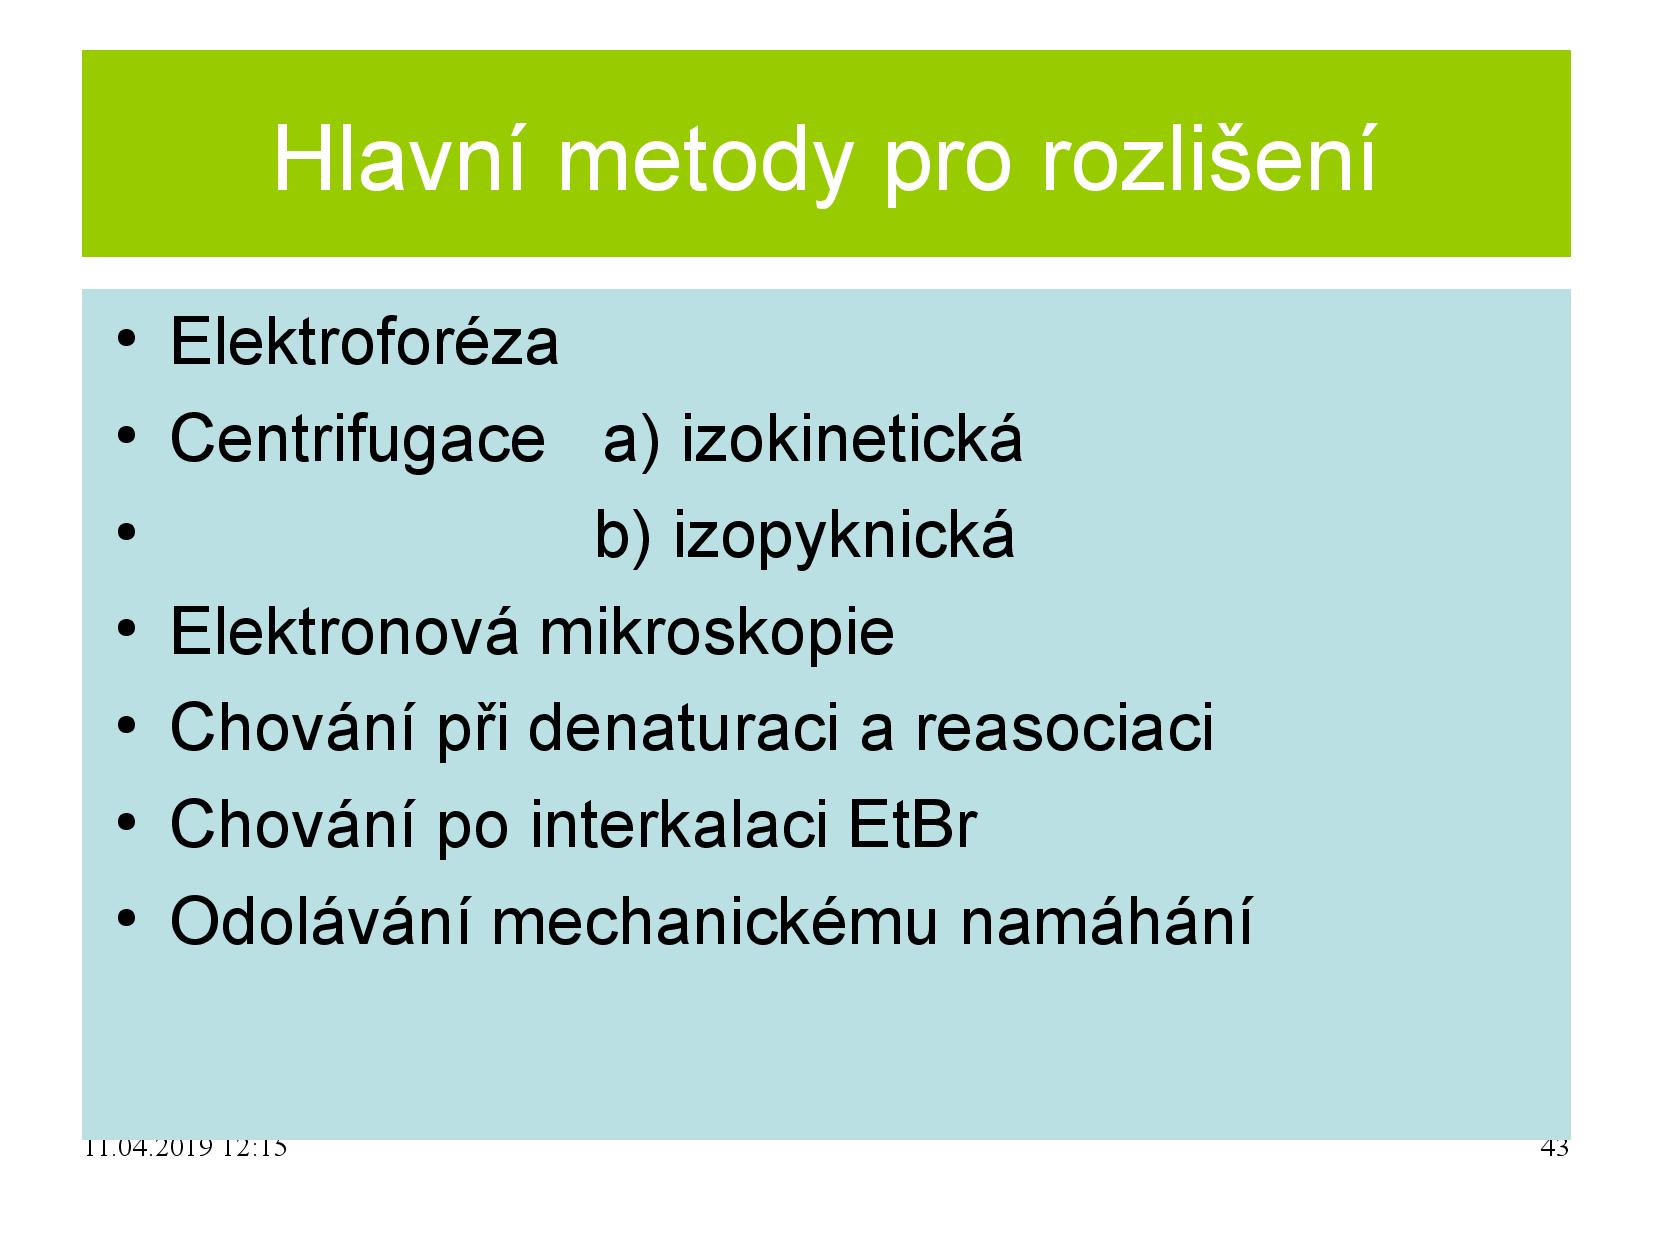 Hlavní metody pro rozlišení
• Elektroforéza
• Centrifugace a) izokinetická
• b) izopyknická
• Elektronová mikroskopie
• Chování při denaturaci a reasociaci
• Chování po interkalaci EtBr
• Odolávání mechanickému namáhání
11.04.2019 12:15
43